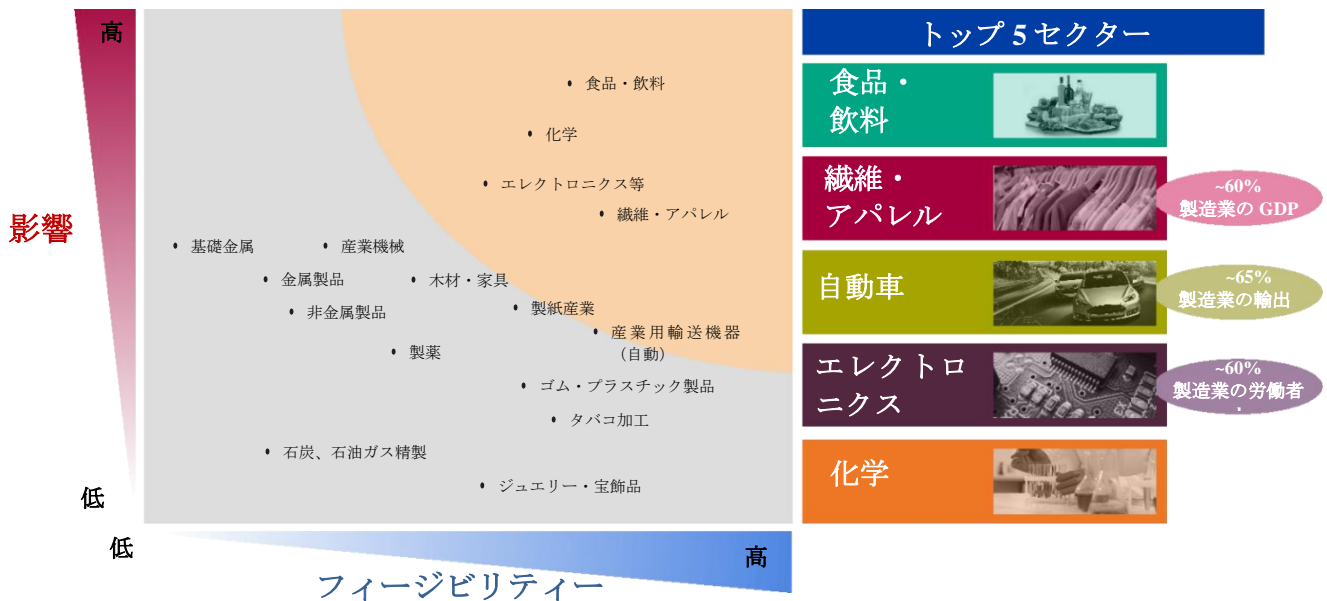 高
影響
低
低
高
フィージビリティー
• 食品・飲料
• 化学
• エレクトロニクス等
• 繊維・アパレル
• 基礎金属
• 産業機械
• 金属製品
• 木材・家具
• 非金属製品
• 製紙産業
• 産業用輸送機器
（自動）
• 製薬
• ゴム・プラスチック製品
• タバコ加工
• 石炭、石油ガス精製
• ジュエリー・宝飾品
トップ 5 セクター
食品・
飲料
繊維・
アパレル
~60%
製造業の GDP
自動車
~65%
製造業の輸出
エレクトロ
ニクス
~60%
製造業の労働者
化学